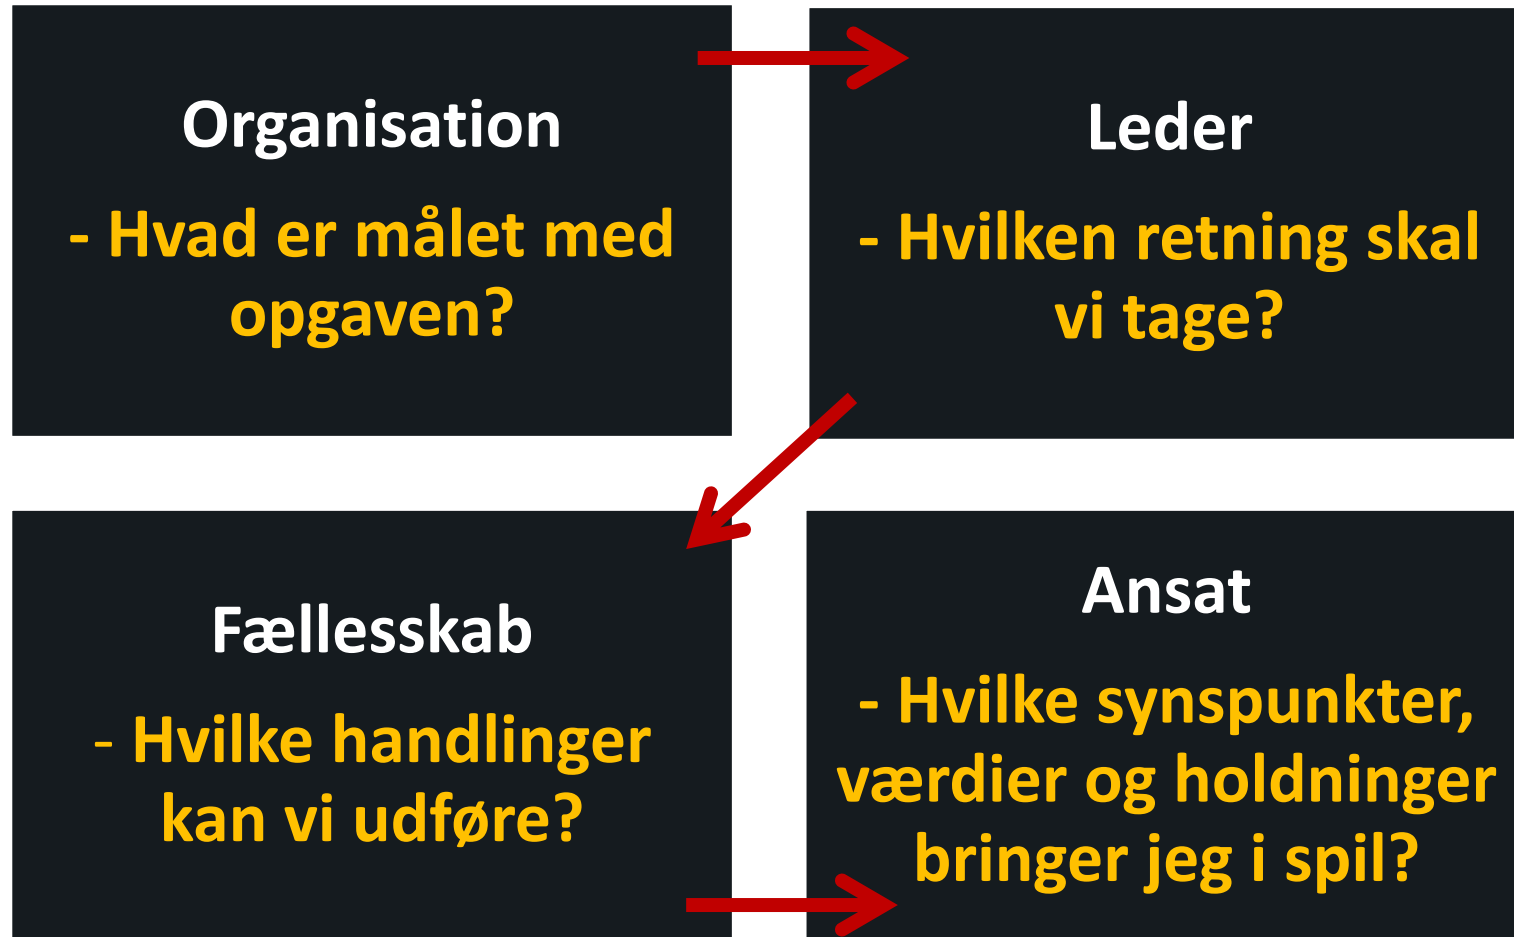 Organisation
- Hvad er målet med
opgaven?
Leder
- Hvilken retning skal
vi tage?
Fællesskab
- Hvilke handlinger
kan vi udføre?
Ansat
- Hvilke synspunkter,
værdier og holdninger
bringer jeg i spil?